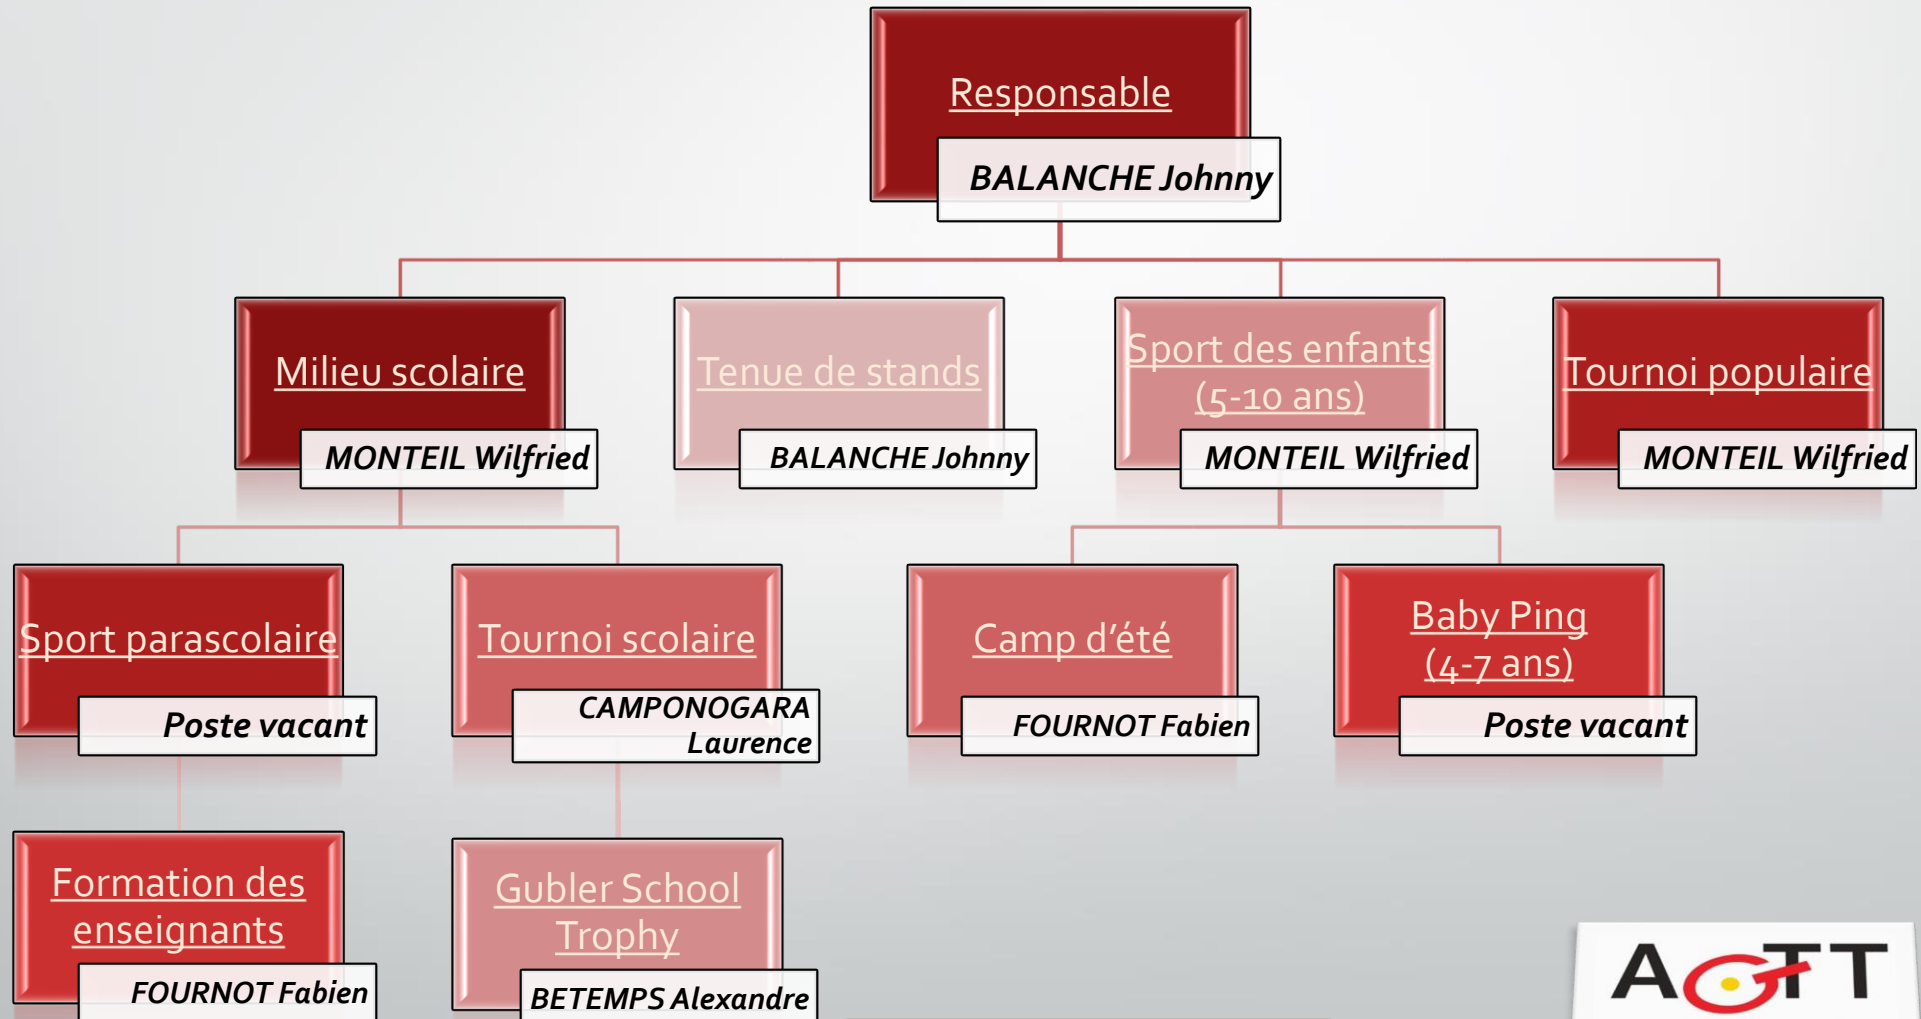 Responsable
BALANCHE Johnny
Milieu scolaire
MONTEIL Wilfried
Tenue de stands
BALANCHE Johnny
Sport des enfants
(5-10 ans)
MONTEIL Wilfried
Tournoi populaire
MONTEIL Wilfried
Sport parascolaire
Poste vacant
Tournoi scolaire
CAMPONOGARA
Laurence
Camp d'été
FOURNOT Fabien
Baby Ping
(4-7 ans)
Poste vacant
Formation des
enseignants
FOURNOT Fabien
Gubler School
Trophy
BETEMPS Alexandre
AGTT